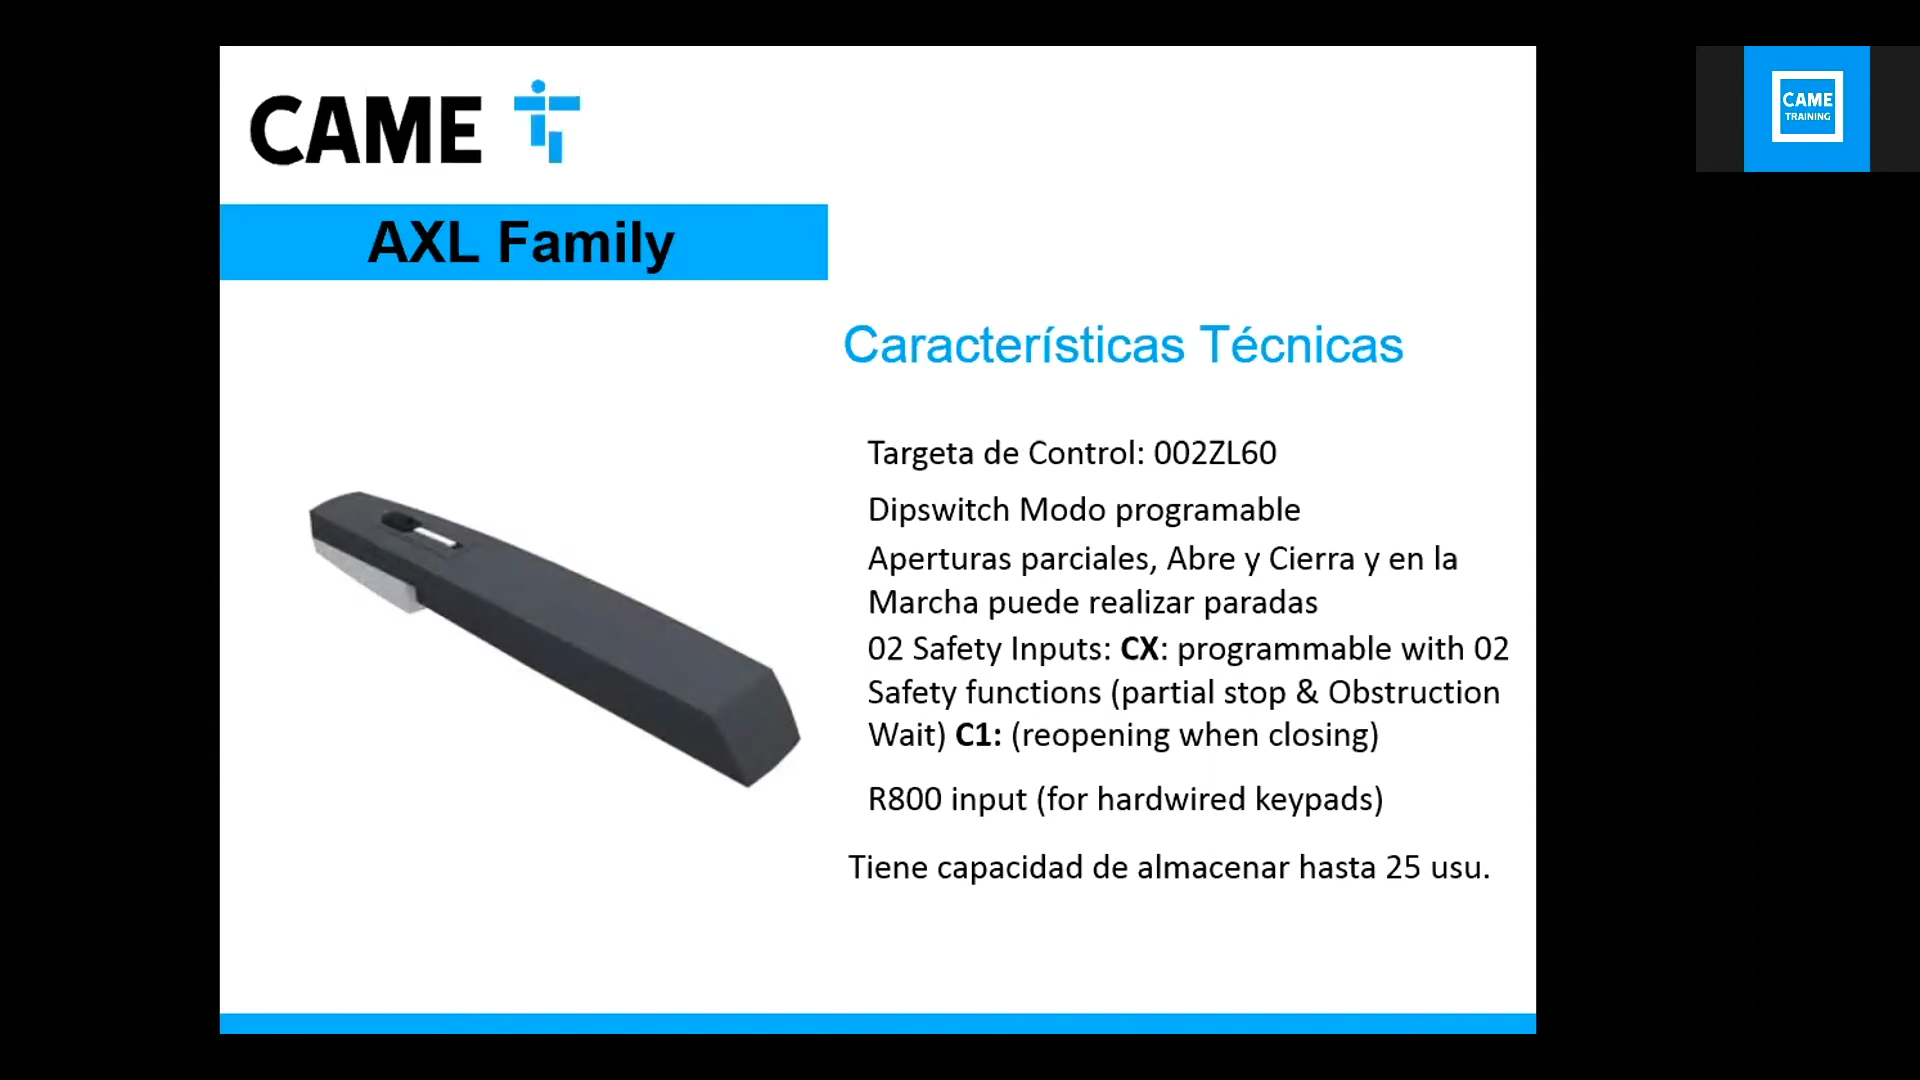 CAME
CAME
TRAINING
AXL Family
Características Técnicas
Targeta de Control: 002ZL60
Dipswitch Modo programable
Aperturas parciales, Abre y Cierra y en la
Marcha puede realizar paradas
02 Safety Inputs: CX: programmable with 02
Safety functions (partial stop & Obstruction
Wait) C1: (reopening when closing)
R800 input (for hardwired keypads)
Tiene capacidad de almacenar hasta 25 usu.